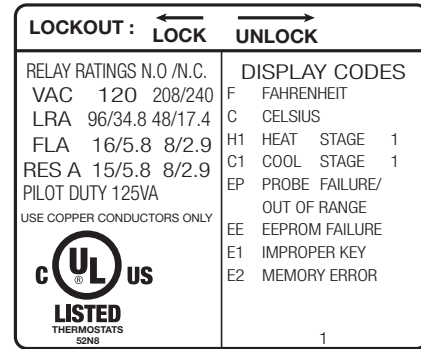 LOCKOUT : LOCK UNLOCK
RELAY RATINGS N.O /N.C.
VAC 120 208/240
LRA 96/34.8 48/17.4
FLA 16/5.8 8/2.9
RES A 15/5.8 8/2.9
PILOT DUTY 125VA
USE COPPER CONDUCTORS ONLY
C UL ® US
LISTED
THERMOSTATS
52N8
DISPLAY CODES
F FAHRENHEIT
C CELSIUS
H1 HEAT STAGE 1
C1 COOL STAGE 1
EP PROBE FAILURE/
OUT OF RANGE
EE EEPROM FAILURE
E1 IMPROPER KEY
E2 MEMORY ERROR
1